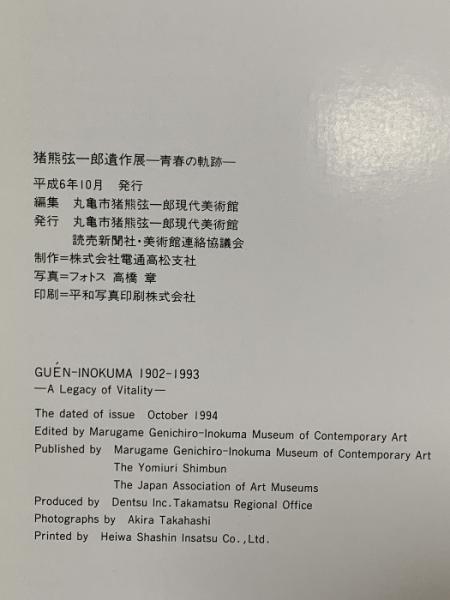 猪熊弦一郎遺作展―青春の軌跡―
平成6年10月　発行
編集　丸亀市猪熊弦一郎現代美術館
発行　丸亀市猪熊弦一郎現代美術館
読売新聞社・美術館連絡協議会
制作＝株式会社電通高松支社
写真＝フォトス 高橋 章
印刷＝平和写真印刷株式会社
GUÉN-INOKUMA 1902-1993
—A Legacy of Vitality—
The dated of issue　October 1994
Edited by Marugame Genichiro-Inokuma Museum of Contemporary Art
Published by　Marugame Genichiro-Inokuma Museum of Contemporary Art
The Yomiuri Shimbun
The Japan Association of Art Museums
Produced by　Dentsu Inc. Takamatsu Regional Office
Photographs by　Akira Takahashi
Printed by　Heiwa Shashin Insatsu Co., Ltd.